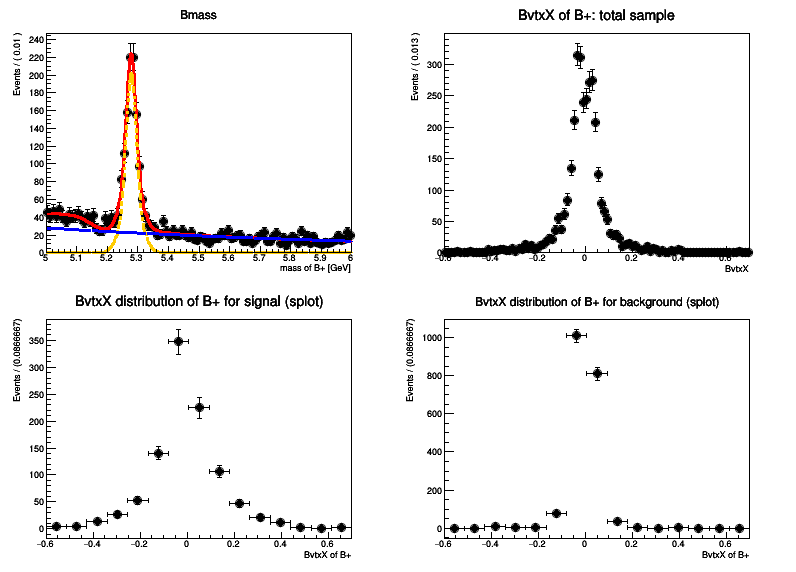 Bmass
Events / ( 0.01 )
240
220
200
180
160
140
120
100
80
60
40
20
0
5 5.1 5.2 5.3 5.4 5.5 5.6 5.7 5.8 5.9 6
mass of B+ [GeV]
BvtxX of B+: total sample
Events / ( 0.013 )
350
300
250
200
150
100
50
0
−0.6 −0.4 −0.2 0 0.2 0.4 0.6
BvtxX
BvtxX distribution of B+ for signal (splot)
Events / (0.0866667)
350
300
250
200
150
100
50
0
−0.6 −0.4 −0.2 0 0.2 0.4 0.6
BvtxX of B+
BvtxX distribution of B+ for background (splot)
Events / (0.0866667)
1000
800
600
400
200
0
−0.6 −0.4 −0.2 0 0.2 0.4 0.6
BvtxX of B+